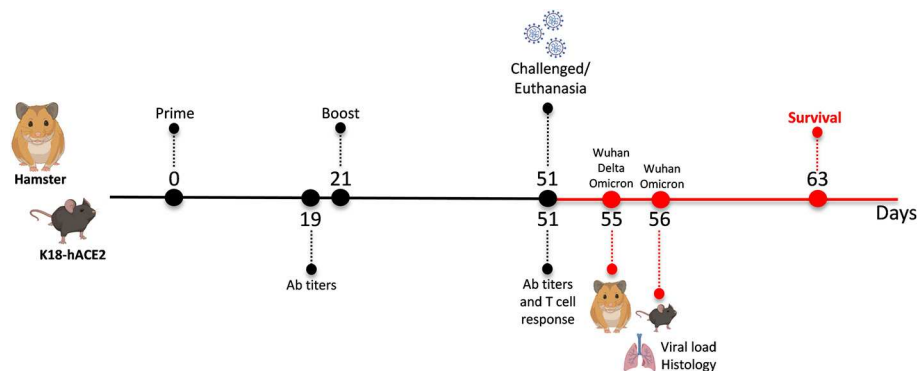 Challenged/
Euthanasia
Prime
Boost
Survival
Hamster
Wuhan
Delta
Omicron
Wuhan
Omicron
0
21
51
63
Days
19
51
55
56
K18-hACE2
Ab titers
Ab titers
and T cell
response
Viral load
Histology